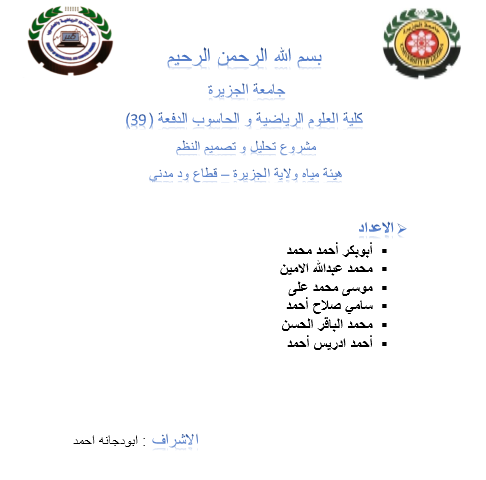 بسم الله الرحمن الرحيم
جامعة الجزيرة
كلية العلوم الرياضية و الحاسوب الدفعة (39)
مشروع تحليل و تصميم النظم
هيئة مياه ولاية الجزيرة – قطاع ود مدني
الاعداد
أبوبكر أحمد محمد
محمد عبدالله الامين
موسى محمد على
سامي صلاح أحمد
محمد الباقر الحسن
أحمد ادريس أحمد
الاشراف : ابودجانه احمد